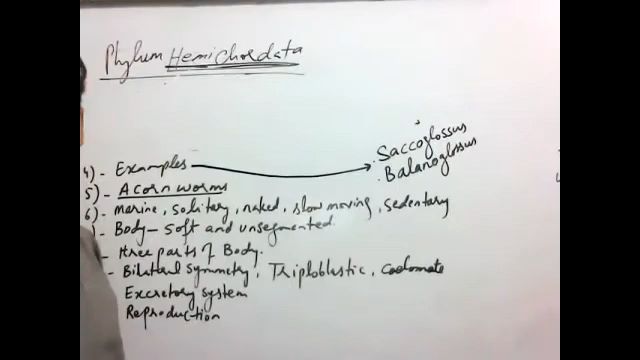 Phylum Hemichordata
4)- Examples
. Saccoglossus
. Balanoglossus
5)- Acorn worms
6)- Marine, solitary, naked, slow moving, sedentary
)- Body - Soft and unsegmented.
- three parts of Body.
- Bilateral symmetry, Triploblastic, coelomate
Excretory system
Reproduction